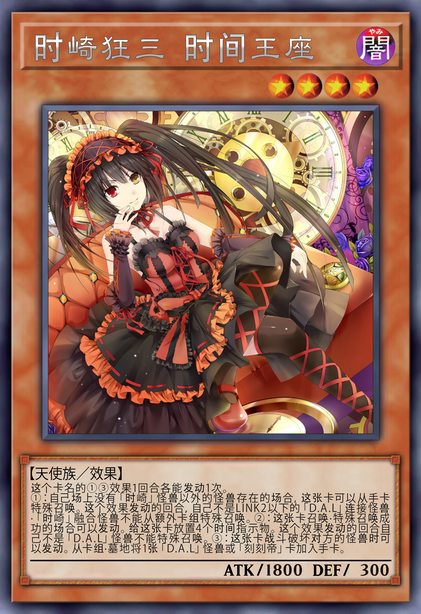 时崎狂三 时间王座
やみ
闇
【天使族／效果】
这个卡名的①③效果1回合各能发动1次。
①：自己场上没有「时崎」怪兽以外的怪兽存在的场合，这张卡可以从手卡
特殊召唤。这个效果发动的回合，自己不是LINK2以下的「D.A.L」连接怪兽
·「时崎」融合怪兽不能从额外卡组特殊召唤。②：这张卡召唤·特殊召唤成
功的场合可以发动。给这张卡放置4个时间指示物。这个效果发动的回合自
己不是「D.A.L」怪兽不能特殊召唤。③：这张卡战斗破坏对方的怪兽时可
以发动。从卡组·墓地将1张「D.A.L」怪兽或「刻刻帝」卡加入手卡。
ATK/1800 DEF/ 300